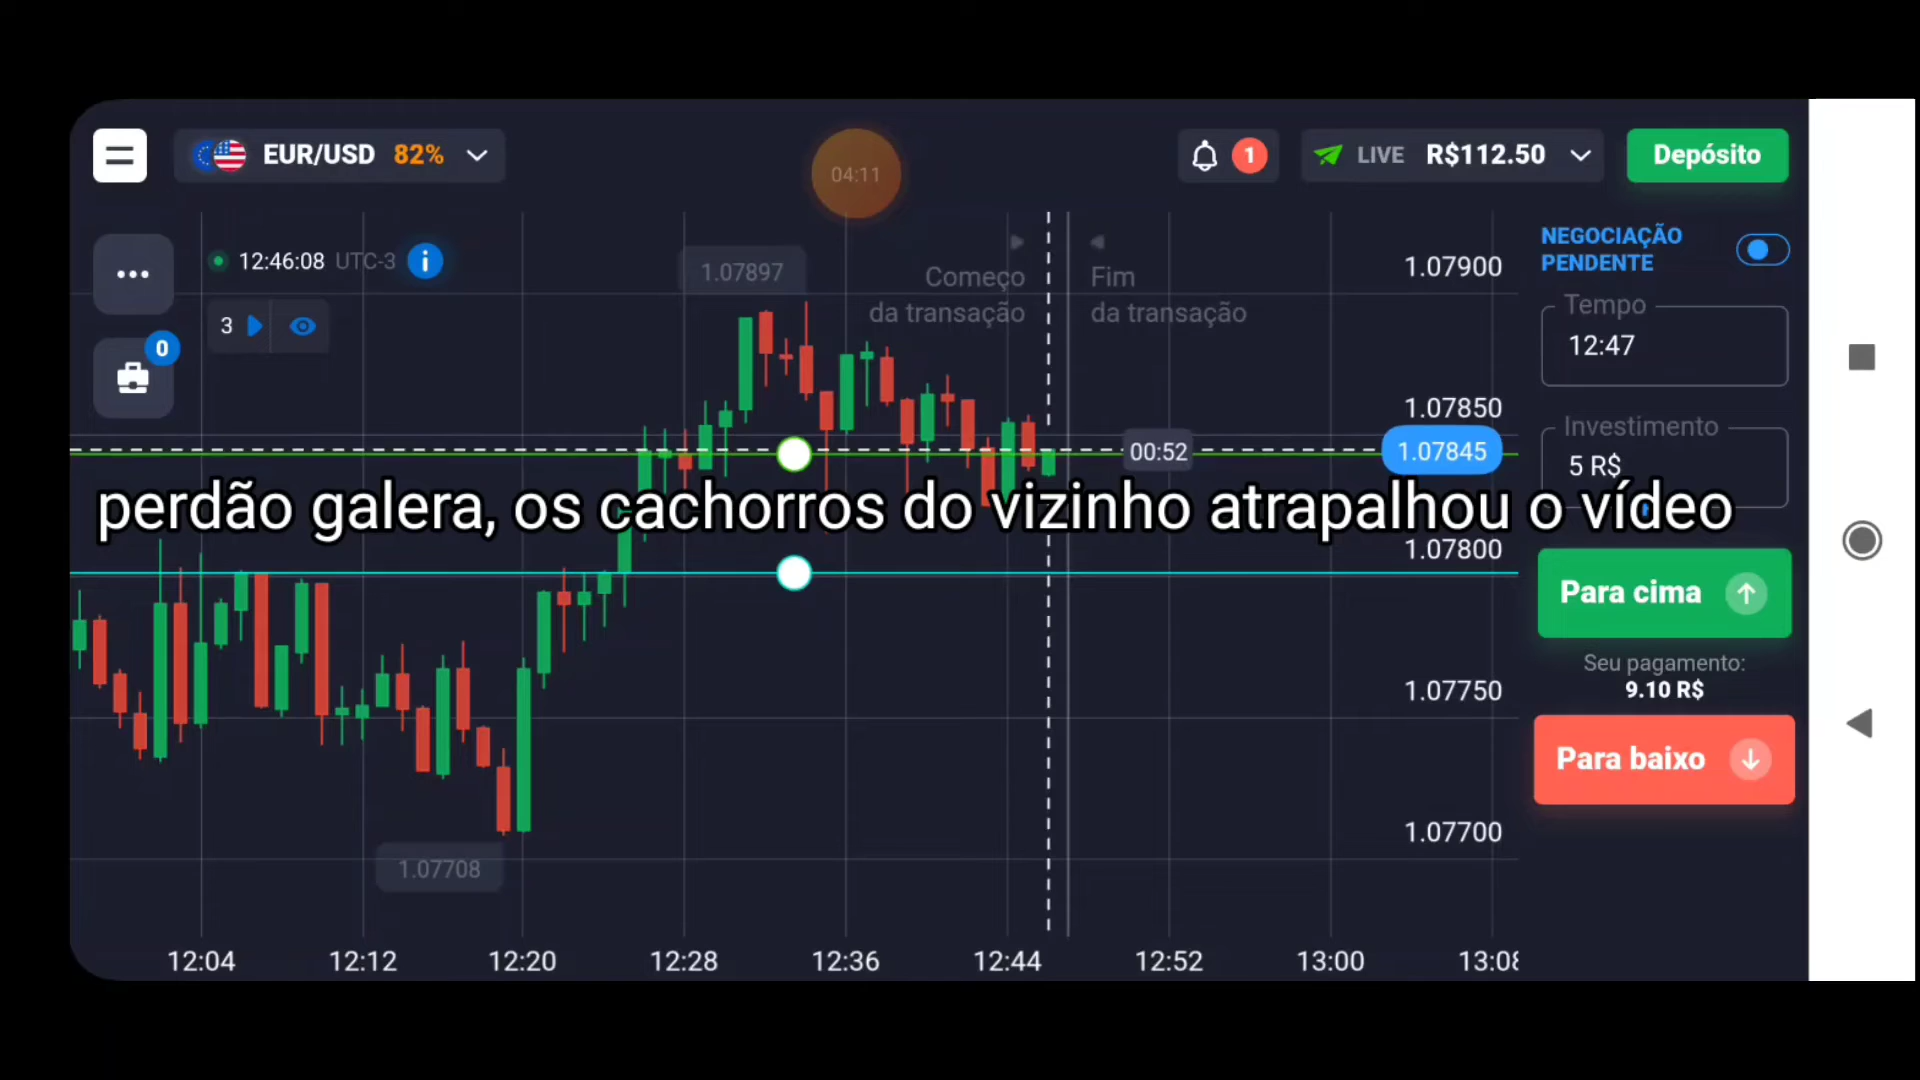 EUR/USD 82%
04:11
1
LIVE R$112.50
Depósito
12:46:08 UTC-3
i
3
0
1.07897
Começo
da transação
Fim
da transação
1.07900
1.07850
1.07845
00:52
1.07800
1.07750
1.07700
1.07708
NEGOCIAÇÃO
PENDENTE
Tempo
12:47
Investimento
5 R$
perdão galera, os cachorros do vizinho atrapalhou o vídeo
Para cima
Seu pagamento:
9.10 R$
Para baixo
12:04 12:12 12:20 12:28 12:36 12:44 12:52 13:00 13:08